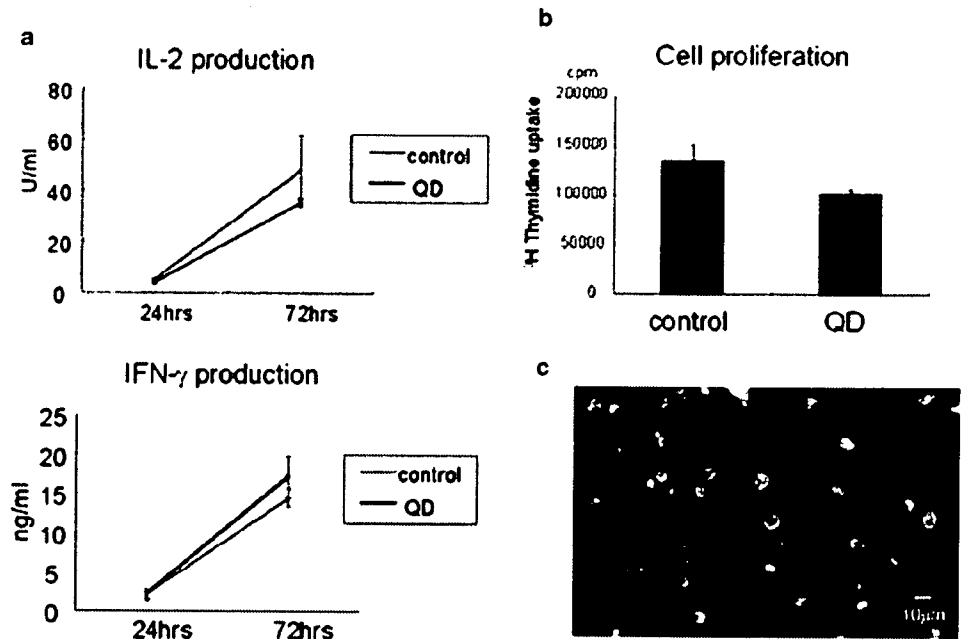 a
IL-2 production
80
60
40
20
0
U/ml
24hrs
72hrs
control
QD
IFN-γ production
25
20
15
10
5
0
ng/ml
24hrs
72hrs
control
QD
b
Cell proliferation
cpm
200000
150000
100000
50000
0
Thymidine uptake
control
QD
c
10μm